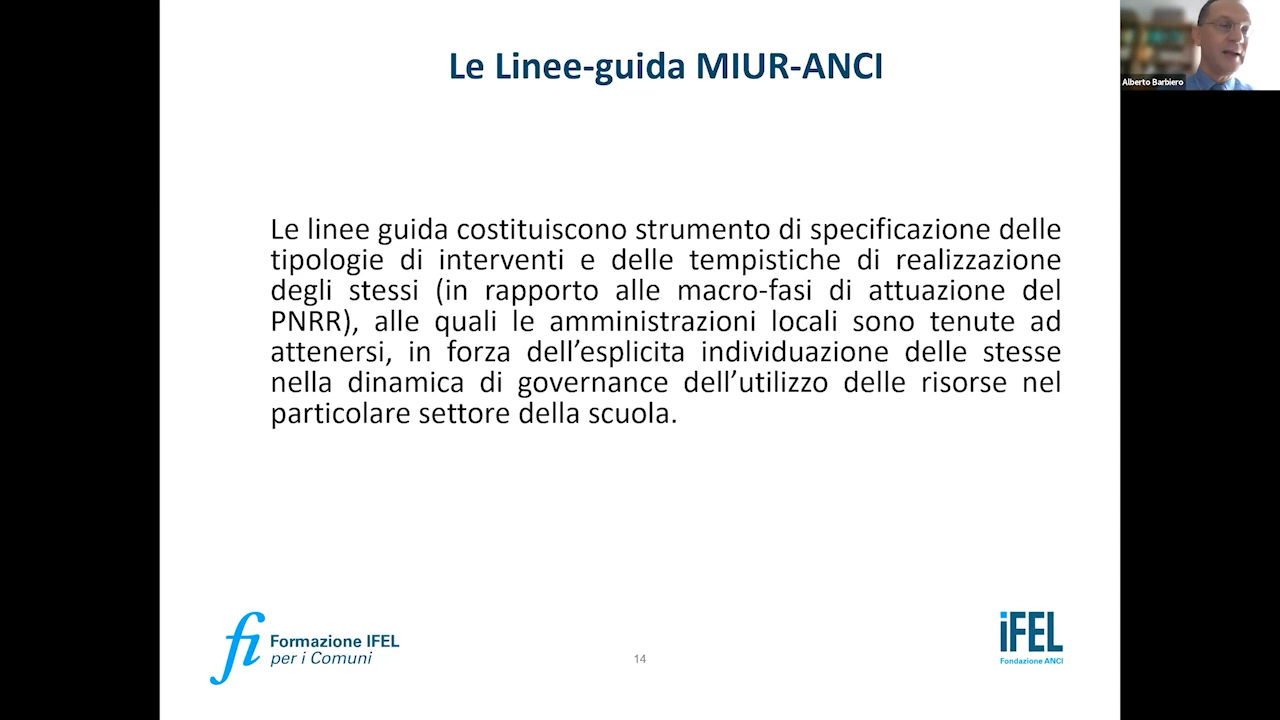 Le Linee-guida MIUR-ANCI
Alberto Barbiero
Le linee guida costituiscono strumento di specificazione delle
tipologie di interventi e delle tempistiche di realizzazione
degli stessi (in rapporto alle macro-fasi di attuazione del
PNRR), alle quali le amministrazioni locali sono tenute ad
attenersi, in forza dell’esplicita individuazione delle stesse
nella dinamica di governance dell’utilizzo delle risorse nel
particolare settore della scuola.
fi
Formazione IFEL
per i Comuni
14
iFEL
Fondazione ANCI